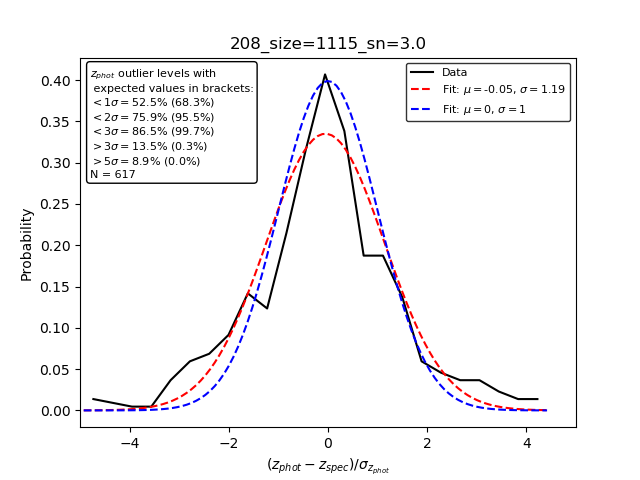 208_size=1115_sn=3.0
z_phot outlier levels with
expected values in brackets:
< 1σ = 52.5% (68.3%)
< 2σ = 75.9% (95.5%)
< 3σ = 86.5% (99.7%)
> 3σ = 13.5% (0.3%)
> 5σ = 8.9% (0.0%)
N = 617
Data
Fit: μ = -0.05, σ = 1.19
Fit: μ = 0, σ = 1
Probability
0.40
0.35
0.30
0.25
0.20
0.15
0.10
0.05
0.00
−4 −2 0 2 4
(z_phot − z_spec)/σ_z_phot